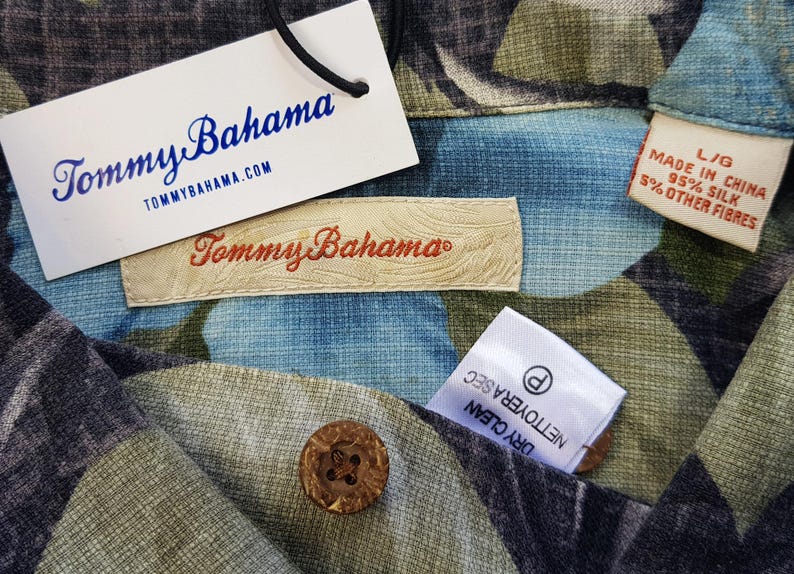 Tommy Bahama
TOMMYBAHAMA.COM
Tommy Bahama©
L/G
MADE IN CHINA
95% SILK
5% OTHER FIBRES
P
NETTOYER A SEC
DRY CLEAN